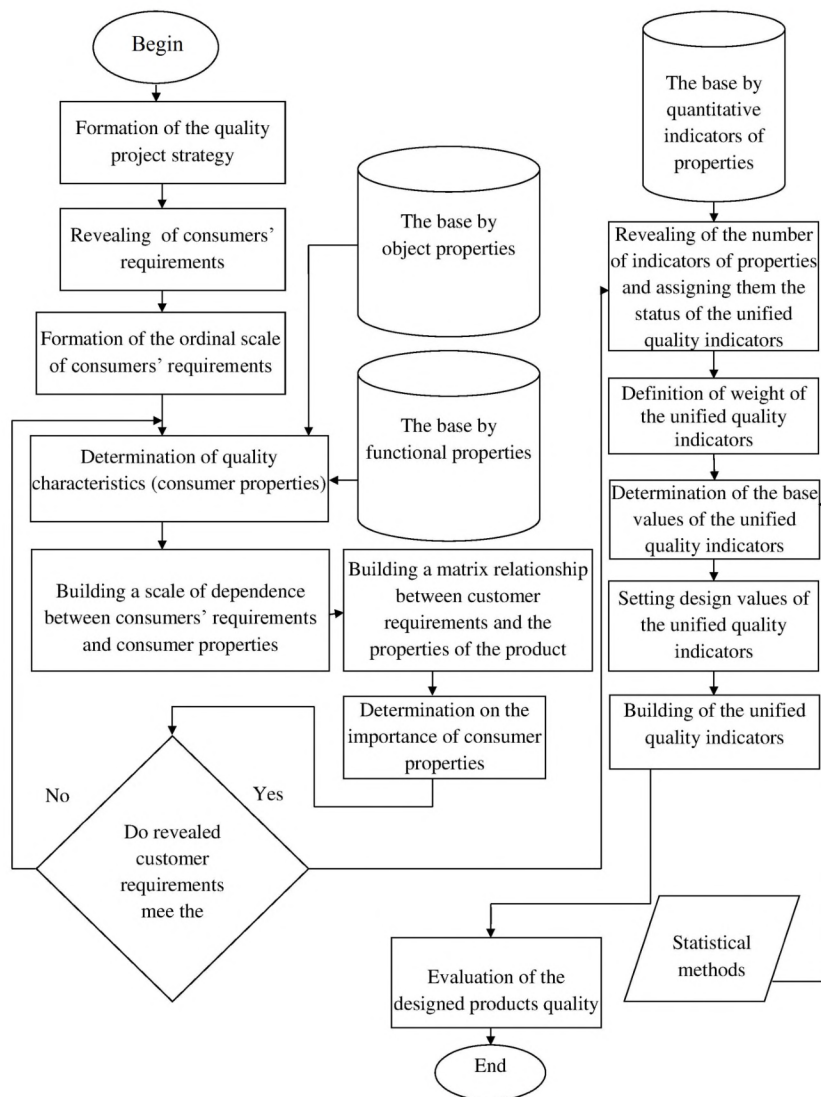 Begin
Formation of the quality
project strategy
Revealing of consumers'
requirements
Formation of the ordinal scale
of consumers' requirements
Determination of quality
characteristics (consumer properties)
Building a scale of dependence
between consumers' requirements
and consumer properties
The base by
object properties
The base by
functional properties
Building a matrix relationship
between customer
requirements and the
properties of the product
Determination on the
importance of consumer
properties
No
Yes
Do revealed
customer
requirements
mee the
The base by
quantitative
indicators of
properties
Revealing of the number
of indicators of properties
and assigning them the
status of the unified
quality indicators
Definition of weight of
the unified quality
indicators
Determination of the base
values of the unified
quality indicators
Setting design values of
the unified quality
indicators
Building of the unified
quality indicators
Statistical
methods
Evaluation of the
designed products quality
End